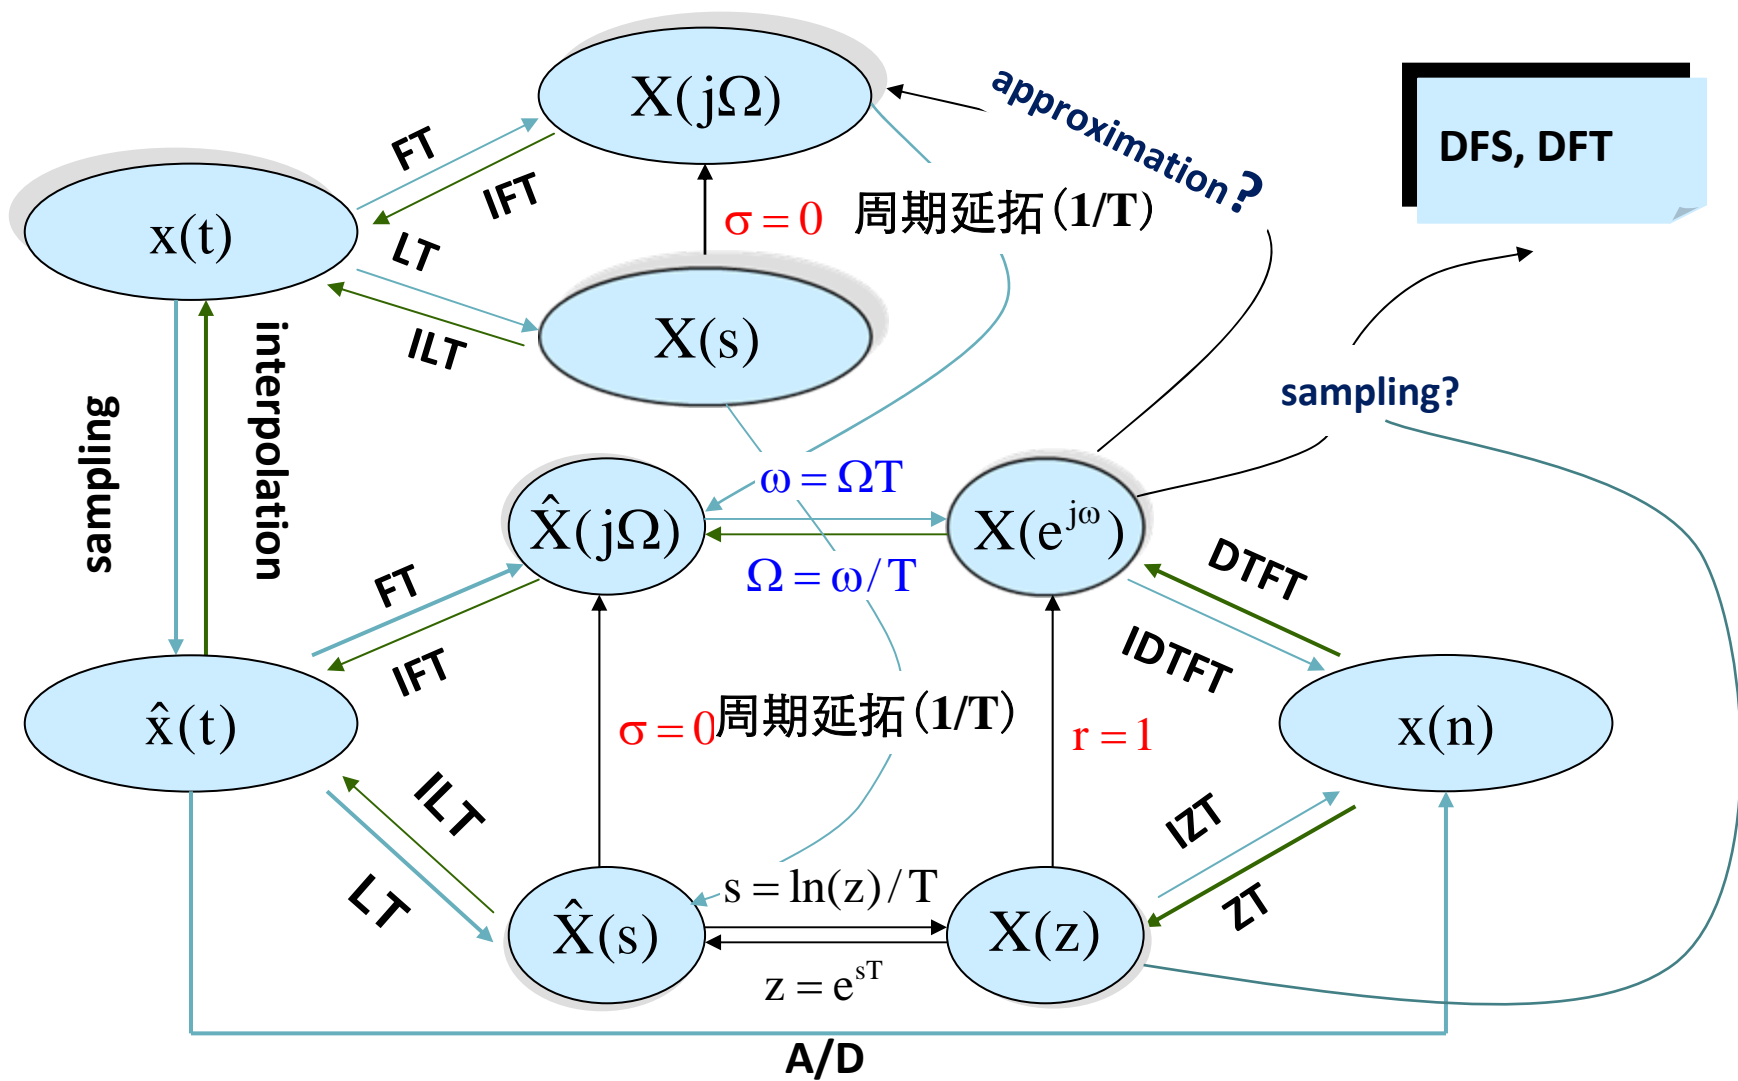 X(jΩ)
approximation?
DFS, DFT
FT
IFT
x(t)
σ = 0
周期延拓(1/T)
LT
ILT
X(s)
sampling
interpolation
sampling?
ω = ΩT
X̂(jΩ)
X(e^jω)
Ω = ω/T
FT
IFT
DTFT
IDTFT
x̂(t)
σ = 0
周期延拓(1/T)
r = 1
x(n)
ILT
LT
IZT
ZT
s = ln(z)/T
X̂(s)
X(z)
z = e^sT
A/D